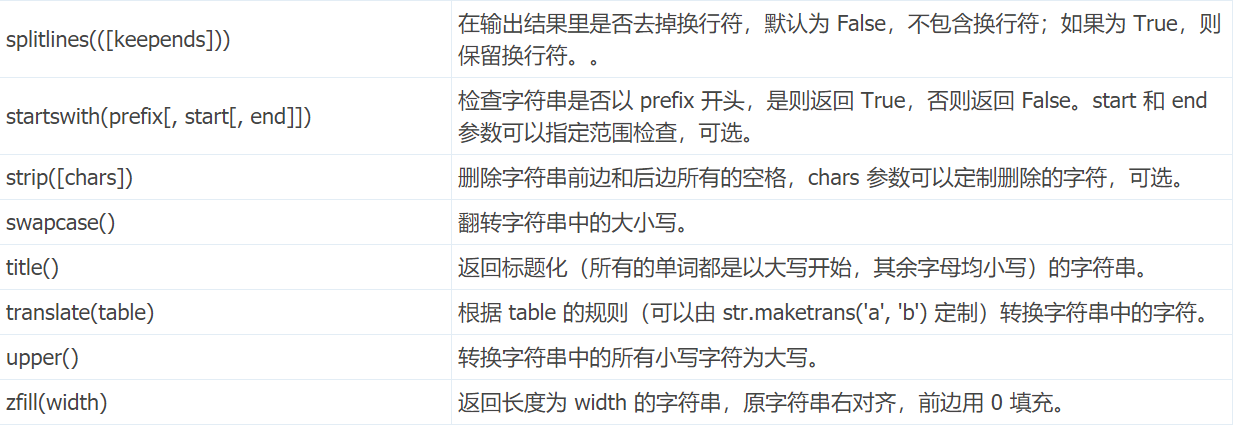 splitlines(([keepends]))
在输出结果里是否去掉换行符，默认为 False，不包含换行符；如果为 True，则
保留换行符。。
startswith(prefix[, start[, end]])
检查字符串是否以 prefix 开头，是则返回 True，否则返回 False。start 和 end
参数可以指定范围检查，可选。
strip([chars])
删除字符串前边和后边所有的空格，chars 参数可以定制删除的字符，可选。
swapcase()
翻转字符串中的大小写。
title()
返回标题化（所有的单词都是以大写开始，其余字母均小写）的字符串。
translate(table)
根据 table 的规则（可以由 str.maketrans('a', 'b') 定制）转换字符串中的字符。
upper()
转换字符串中的所有小写字符为大写。
zfill(width)
返回长度为 width 的字符串，原字符串右对齐，前边用 0 填充。